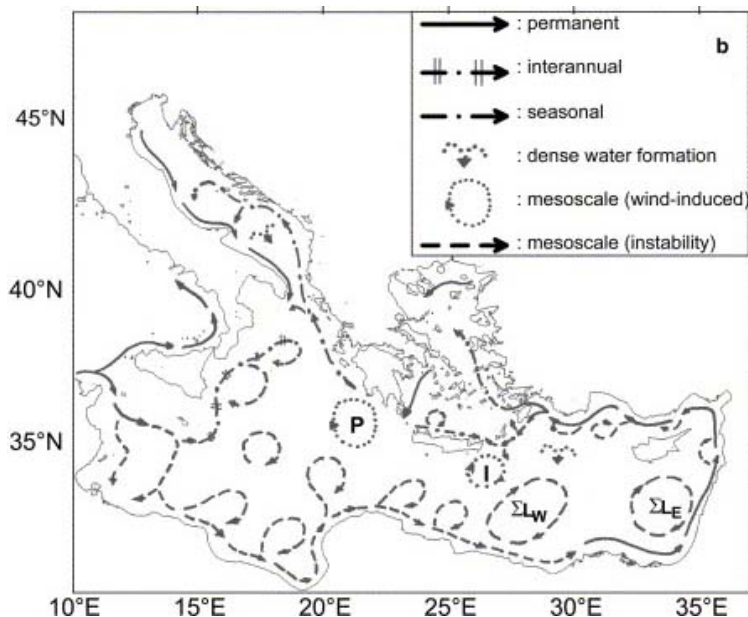 b
: permanent
: interannual
: seasonal
: dense water formation
: mesoscale (wind-induced)
: mesoscale (instability)
45°N
40°N
35°N
P
I
ΣLW
ΣLE
10°E 15°E 20°E 25°E 30°E 35°E